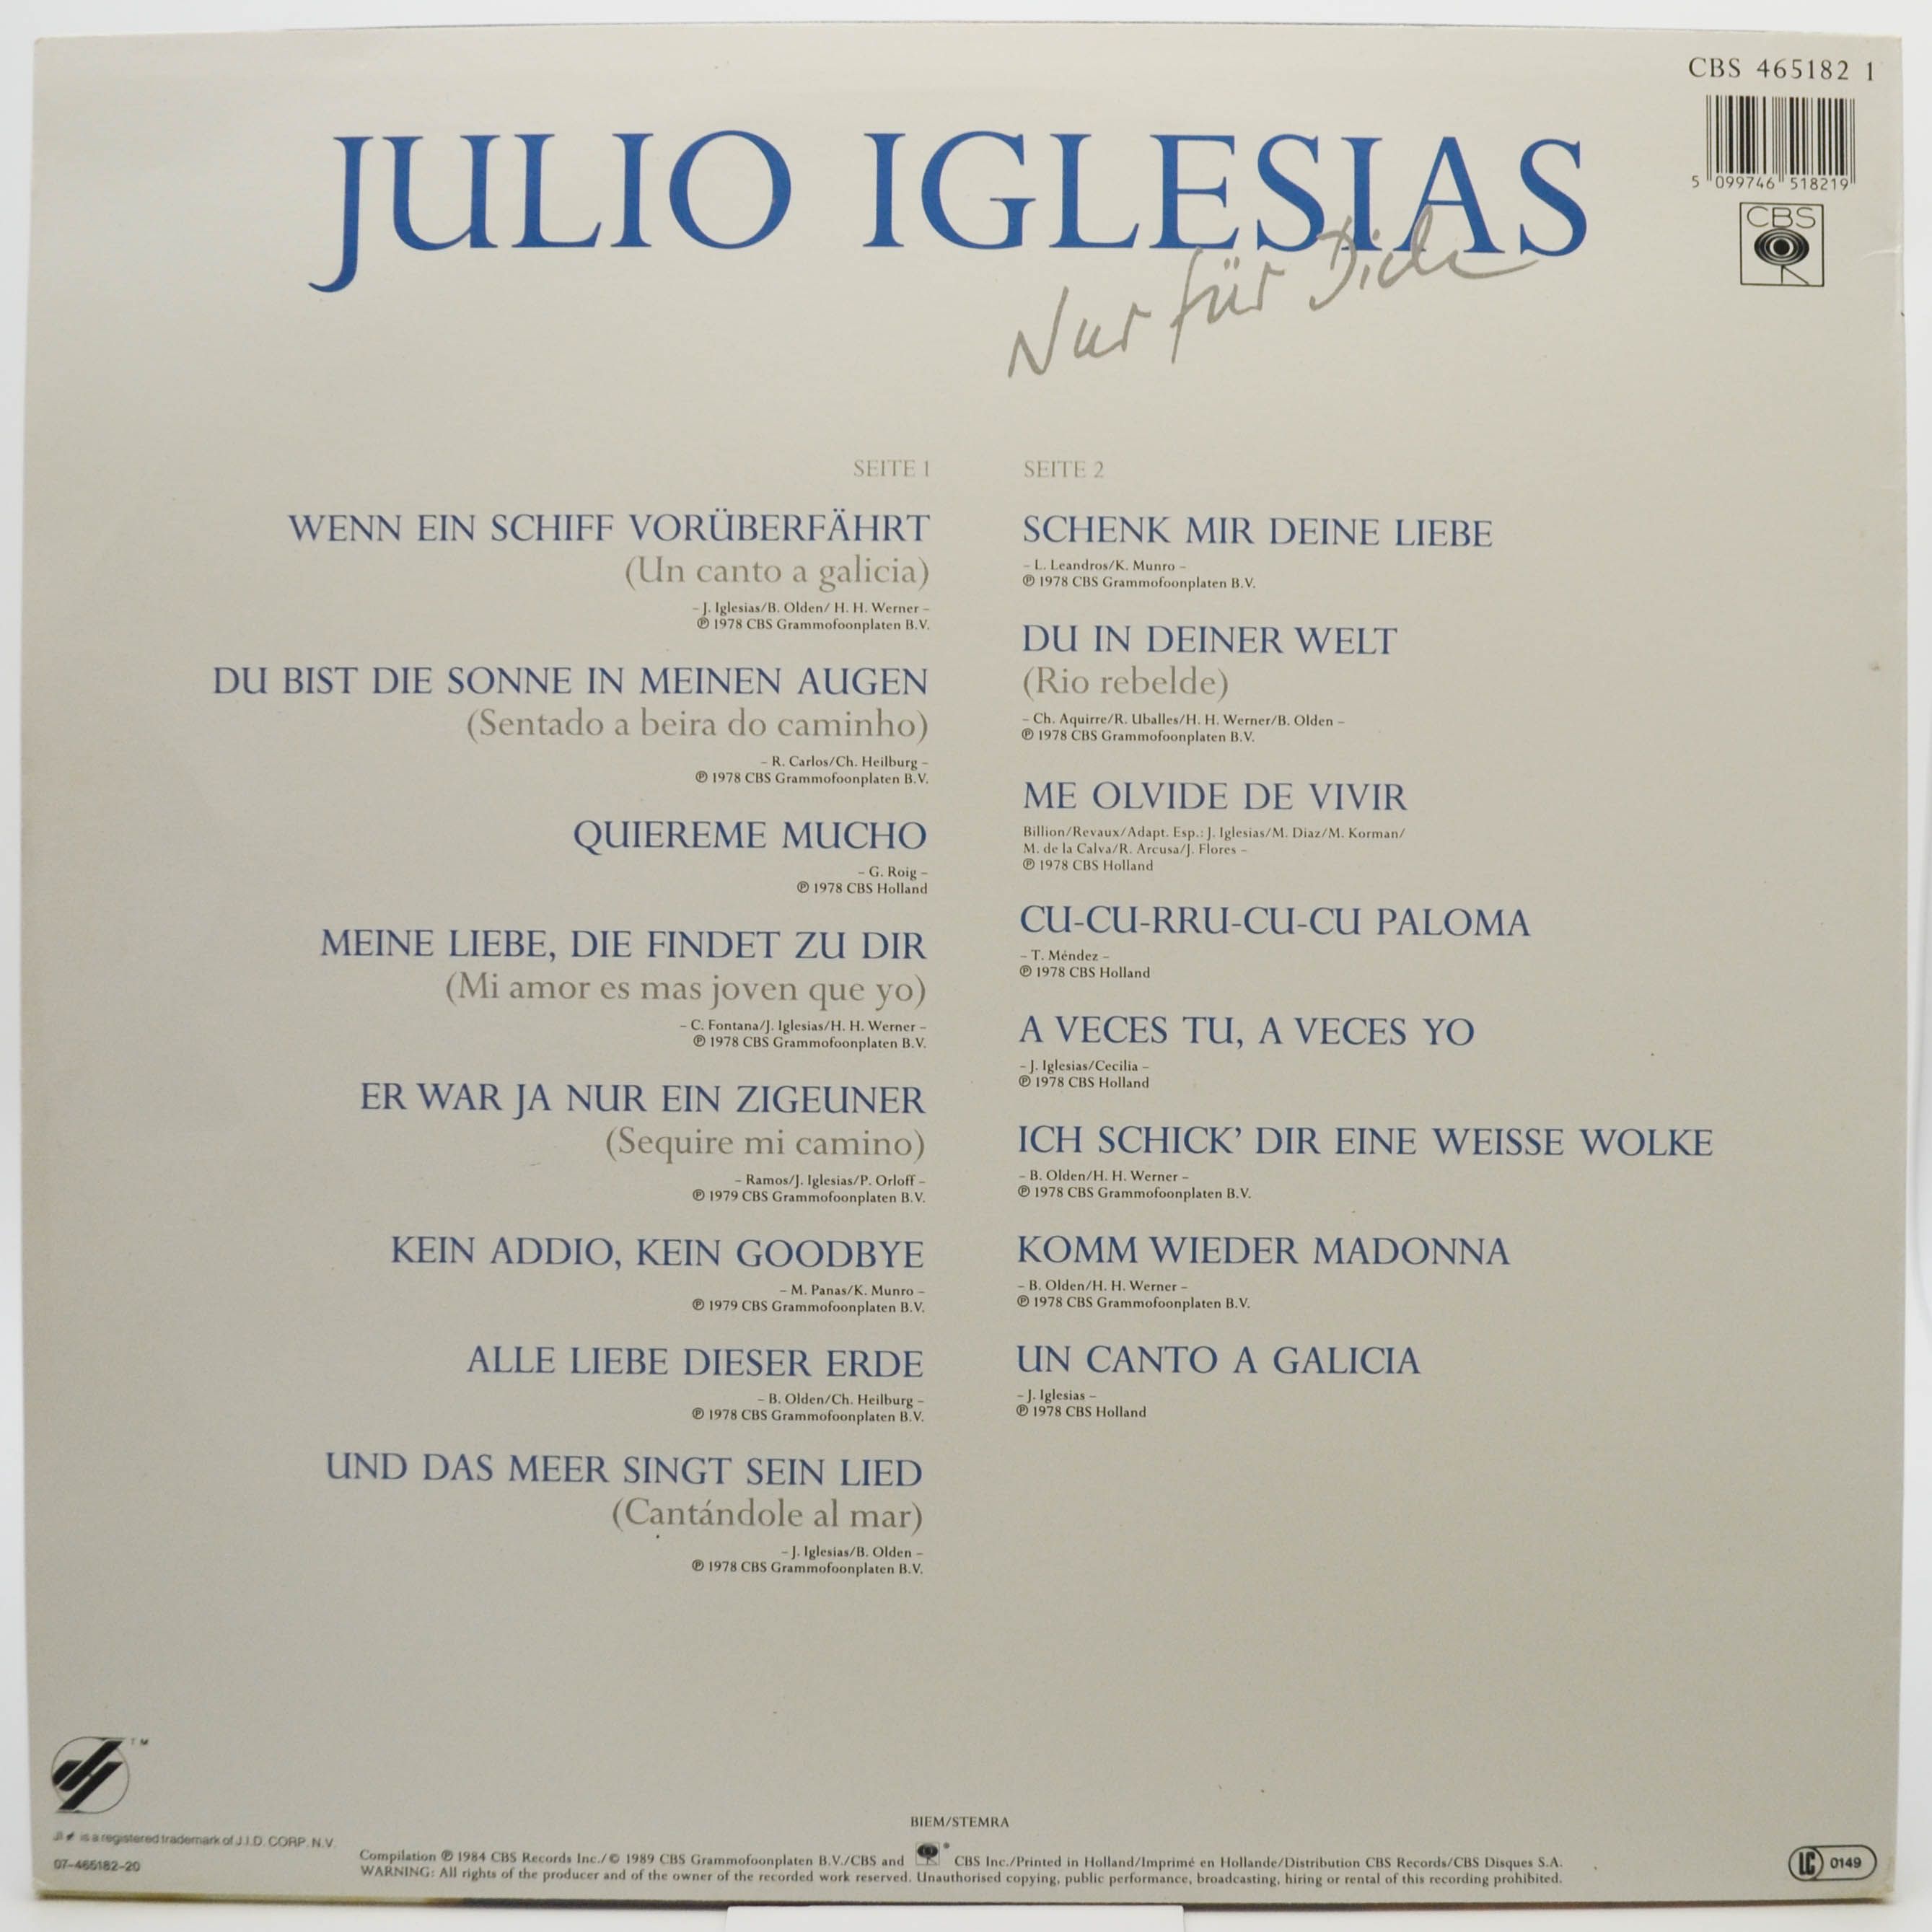 CBS 465182 1
5 099746 518219
CBS
JULIO IGLESIAS
Nur für Dich
SEITE 1
WENN EIN SCHIFF VORÜBERFÄHRT
(Un canto a galicia)
– J. Iglesias/B. Olden/ H. H. Werner –
℗ 1978 CBS Grammofoonplaten B.V.
DU BIST DIE SONNE IN MEINEN AUGEN
(Sentado a beira do caminho)
– R. Carlos/Ch. Heilburg –
℗ 1978 CBS Grammofoonplaten B.V.
QUIEREME MUCHO
– G. Roig –
℗ 1978 CBS Holland
MEINE LIEBE, DIE FINDET ZU DIR
(Mi amor es mas joven que yo)
– C. Fontana/J. Iglesias/H. H. Werner –
℗ 1978 CBS Grammofoonplaten B.V.
ER WAR JA NUR EIN ZIGEUNER
(Sequire mi camino)
– Ramos/J. Iglesias/P. Orloff –
℗ 1979 CBS Grammofoonplaten B.V.
KEIN ADDIO, KEIN GOODBYE
– M. Panas/K. Munro –
℗ 1979 CBS Grammofoonplaten B.V.
ALLE LIEBE DIESER ERDE
– B. Olden/Ch. Heilburg –
℗ 1978 CBS Grammofoonplaten B.V.
UND DAS MEER SINGT SEIN LIED
(Cantándole al mar)
– J. Iglesias/B. Olden –
℗ 1978 CBS Grammofoonplaten B.V.
SEITE 2
SCHENK MIR DEINE LIEBE
– L. Leandros/K. Munro –
℗ 1978 CBS Grammofoonplaten B.V.
DU IN DEINER WELT
(Rio rebelde)
– Ch. Aquirre/R. Uballes/H. H. Werner/B. Olden –
℗ 1978 CBS Grammofoonplaten B.V.
ME OLVIDE DE VIVIR
Billion/Revaux/Adapt. Esp.: J. Iglesias/M. Diaz/M. Korman/
M. de la Calva/R. Arcusa/J. Flores –
℗ 1978 CBS Holland
CU-CU-RRU-CU-CU PALOMA
– T. Méndez –
℗ 1978 CBS Holland
A VECES TU, A VECES YO
– J. Iglesias/Cecilia –
℗ 1978 CBS Holland
ICH SCHICK' DIR EINE WEISSE WOLKE
– B. Olden/H. H. Werner –
℗ 1978 CBS Grammofoonplaten B.V.
KOMM WIEDER MADONNA
– B. Olden/H. H. Werner –
℗ 1978 CBS Grammofoonplaten B.V.
UN CANTO A GALICIA
– J. Iglesias –
℗ 1978 CBS Holland
TM
is a registered trademark of J.I.D. CORP. N.V.
07-465182-20
BIEM/STEMRA
Compilation ℗ 1984 CBS Records Inc./© 1989 CBS Grammofoonplaten B.V./CBS and CBS Inc./Printed in Holland/Imprimé en Hollande/Distribution CBS Records/CBS Disques S.A.
WARNING: All rights of the producer and of the owner of the recorded work reserved. Unauthorised copying, public performance, broadcasting, hiring or rental of this recording prohibited.
LC 0149